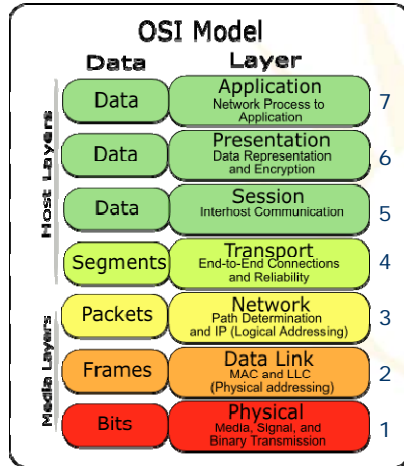 OSI Model
Data Layer
Data Application 7
Network Process to
Application
Data Presentation 6
Data Representation
and Encryption
Data Session 5
Interhost Communication
Segments Transport 4
End-to-End Connections
and Reliability
Packets Network 3
Path Determination
and IP (Logical Addressing)
Frames Data Link 2
MAC and LLC
(Physical addressing)
Bits Physical 1
Media, Signal, and
Binary Transmission
Host Layers
Media Layers